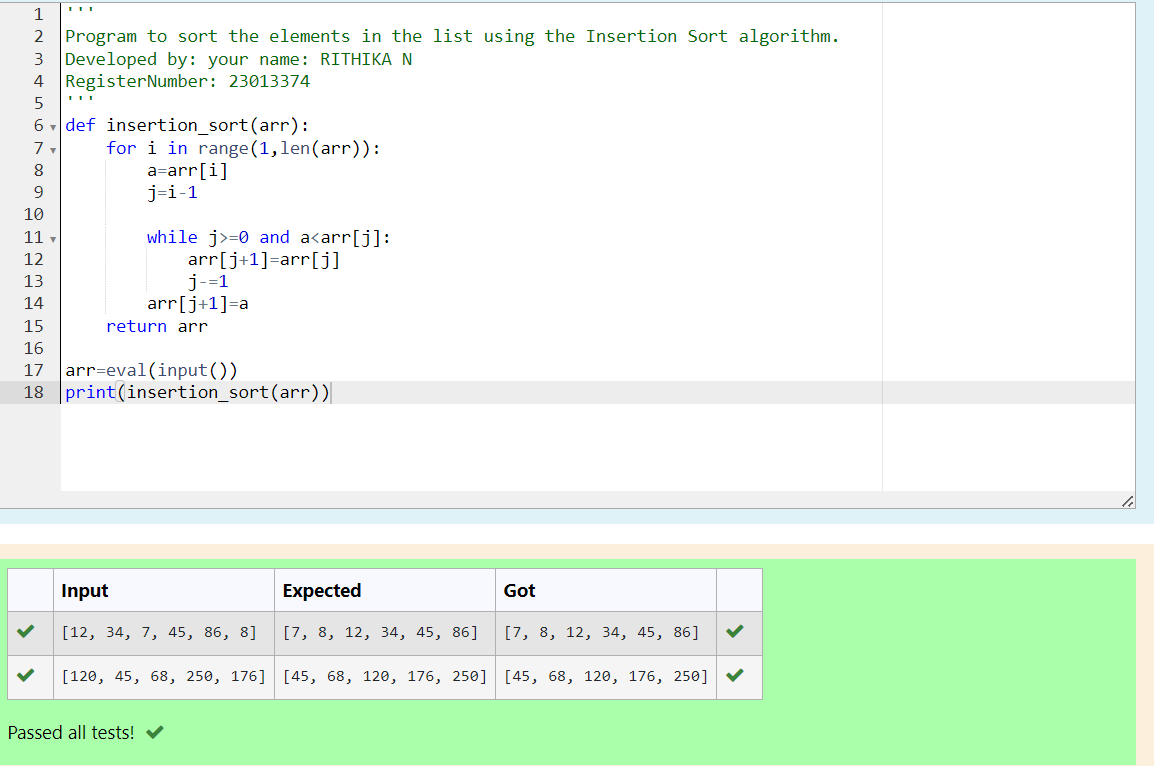 1 '''
2 Program to sort the elements in the list using the Insertion Sort algorithm.
3 Developed by: your name: RITHIKA N
4 RegisterNumber: 23013374
5 '''
6 def insertion_sort(arr):
7     for i in range(1,len(arr)):
8         a=arr[i]
9         j=i-1
10
11         while j>=0 and a<arr[j]:
12             arr[j+1]=arr[j]
13             j-=1
14         arr[j+1]=a
15     return arr
16
17 arr=eval(input())
18 print(insertion_sort(arr))
Input Expected Got
[12, 34, 7, 45, 86, 8] [7, 8, 12, 34, 45, 86] [7, 8, 12, 34, 45, 86]
[120, 45, 68, 250, 176] [45, 68, 120, 176, 250] [45, 68, 120, 176, 250]
Passed all tests!